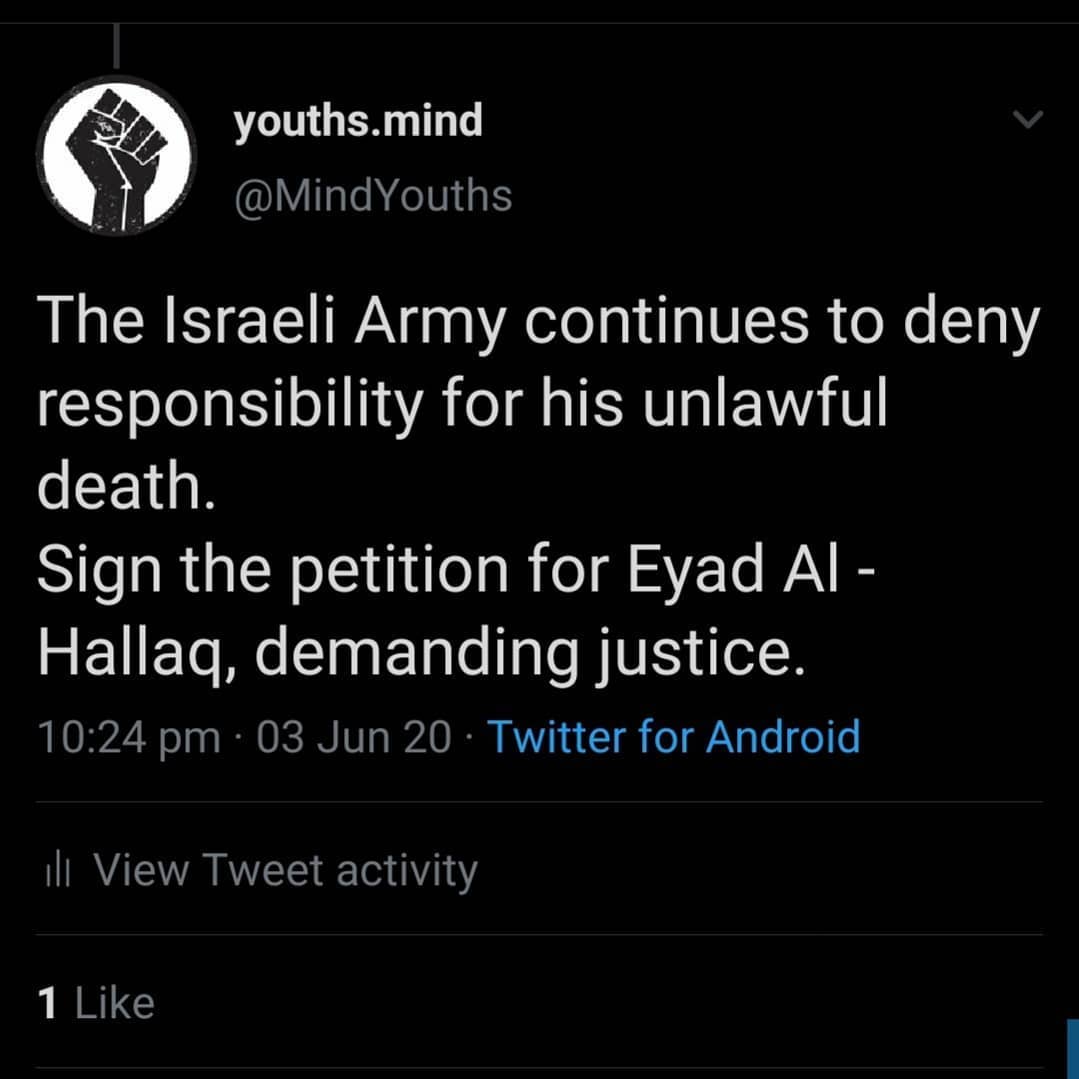 youths.mind
@MindYouths
The Israeli Army continues to deny
responsibility for his unlawful
death.
Sign the petition for Eyad Al -
Hallaq, demanding justice.
10:24 pm · 03 Jun 20 · Twitter for Android
View Tweet activity
1 Like